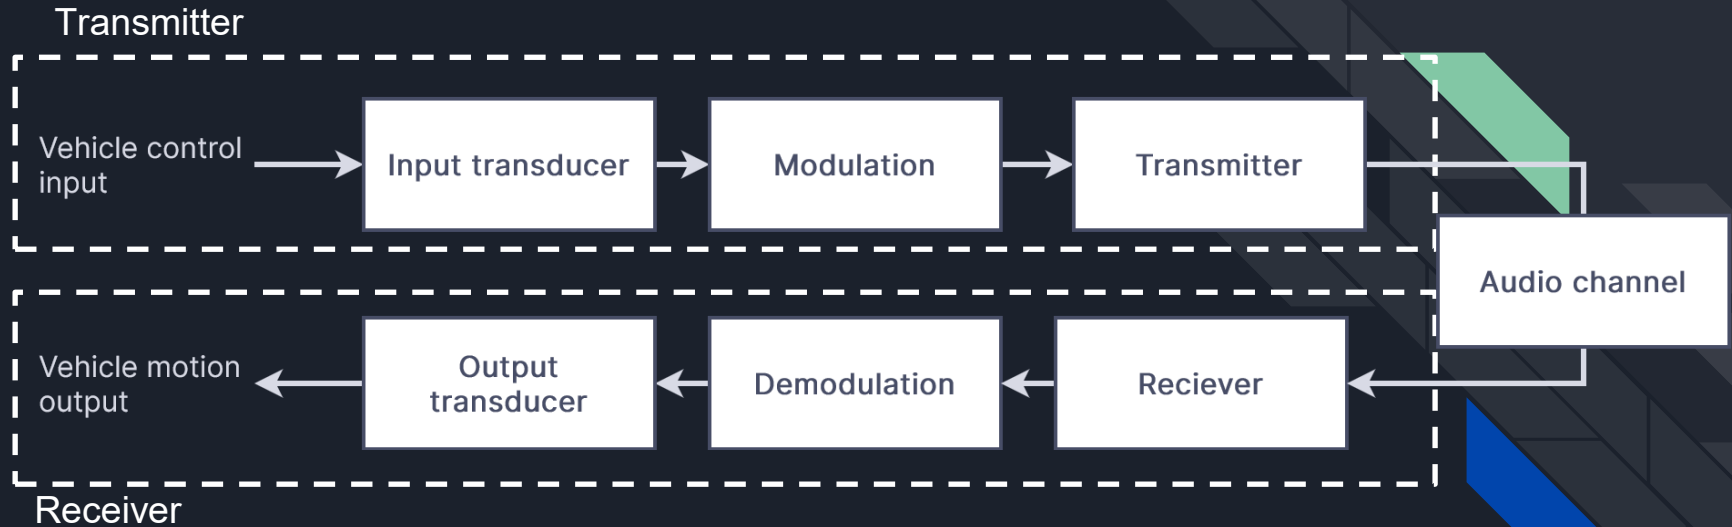 Transmitter
Vehicle control
input
Input transducer
Modulation
Transmitter
Audio channel
Vehicle motion
output
Output
transducer
Demodulation
Reciever
Receiver